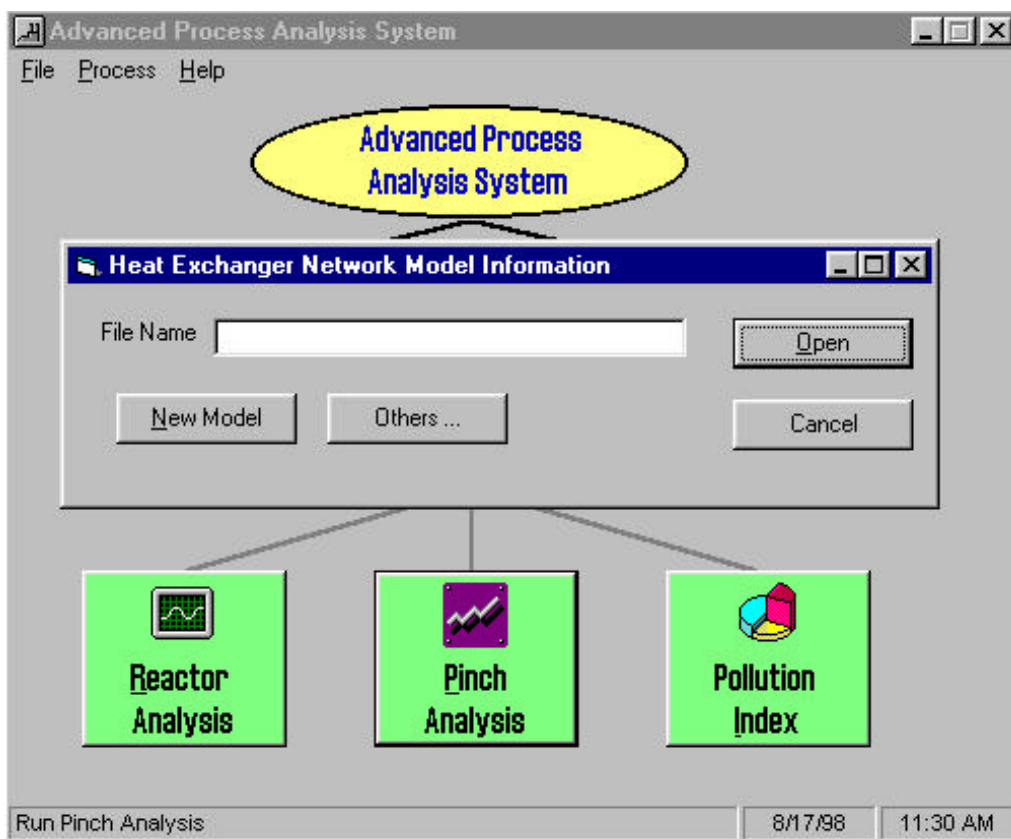 Advanced Process Analysis System
File Process Help
Advanced Process
Analysis System
Heat Exchanger Network Model Information
File Name
Open
New Model
Others ...
Cancel
Reactor
Analysis
Pinch
Analysis
Pollution
Index
Run Pinch Analysis
8/17/98
11:30 AM